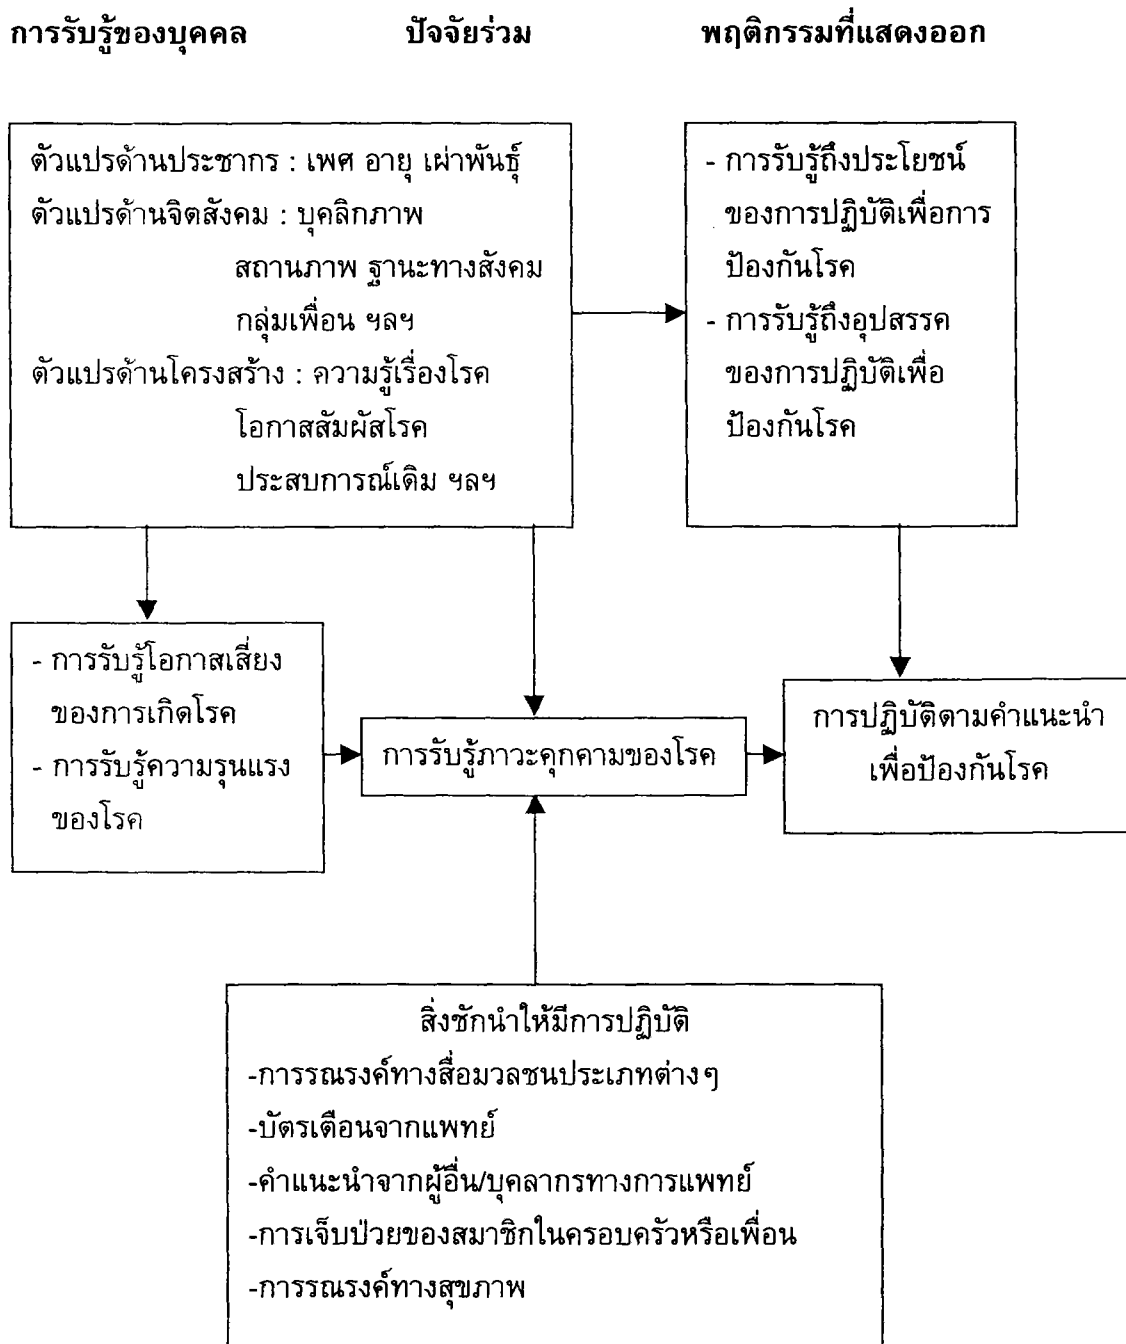 การรับรู้ของบุคคล ปัจจัยร่วม พฤติกรรมที่แสดงออก
ตัวแปรด้านประชากร : เพศ อายุ เผ่าพันธุ์
ตัวแปรด้านจิตสังคม : บุคลิกภาพ
สถานภาพ ฐานะทางสังคม
กลุ่มเพื่อน ฯลฯ
ตัวแปรด้านโครงสร้าง : ความรู้เรื่องโรค
โอกาสสัมผัสโรค
ประสบการณ์เดิม ฯลฯ
- การรับรู้ถึงประโยชน์
ของการปฏิบัติเพื่อการ
ป้องกันโรค
- การรับรู้ถึงอุปสรรค
ของการปฏิบัติเพื่อ
ป้องกันโรค
- การรับรู้โอกาสเสี่ยง
ของการเกิดโรค
- การรับรู้ความรุนแรง
ของโรค
การรับรู้ภาวะคุกคามของโรค
การปฏิบัติตามคำแนะนำ
เพื่อป้องกันโรค
สิ่งชักนำให้มีการปฏิบัติ
-การรณรงค์ทางสื่อมวลชนประเภทต่างๆ
-บัตรเตือนจากแพทย์
-คำแนะนำจากผู้อื่น/บุคลากรทางการแพทย์
-การเจ็บป่วยของสมาชิกในครอบครัวหรือเพื่อน
-การรณรงค์ทางสุขภาพ